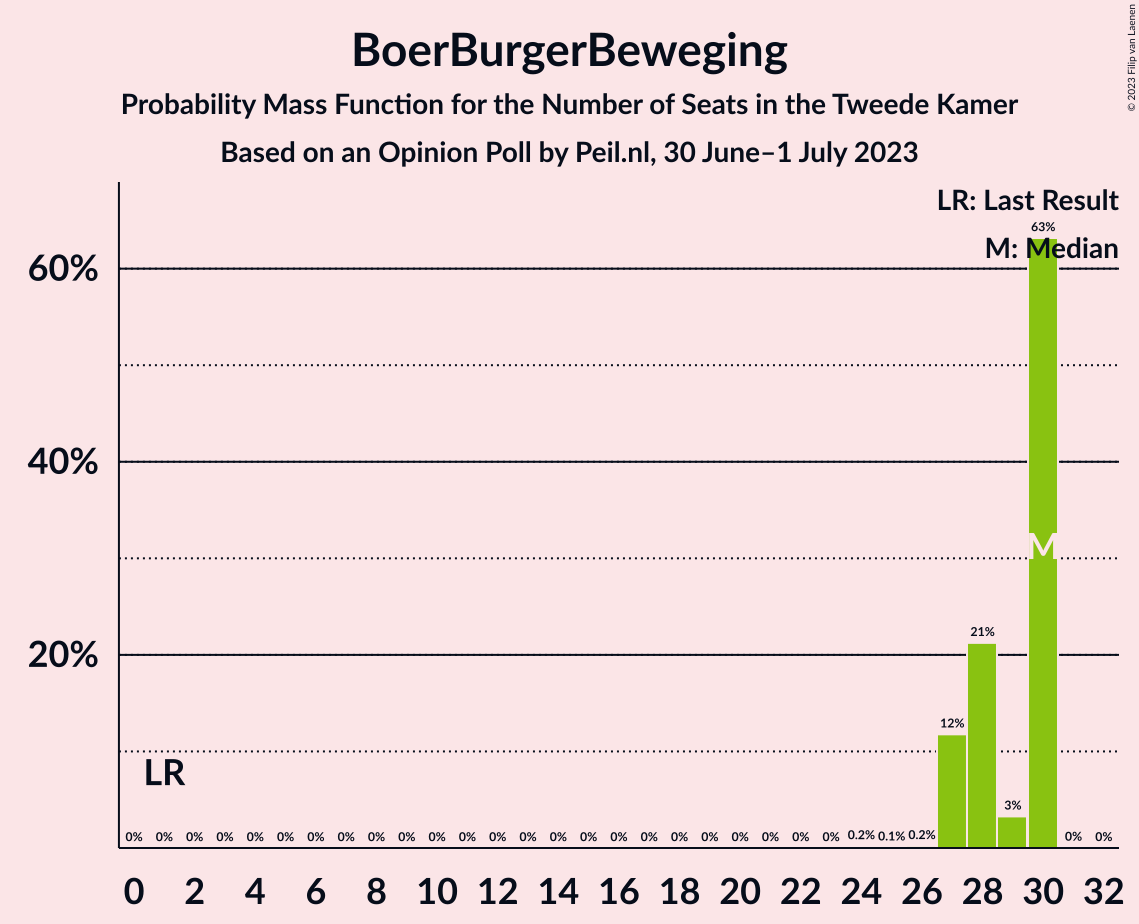 BoerBurgerBeweging
Probability Mass Function for the Number of Seats in the Tweede Kamer
Based on an Opinion Poll by Peil.nl, 30 June–1 July 2023
© 2023 Filip van Laenen
LR: Last Result
63%
M: Median
60%
40%
M
21%
20%
12%
LR
3%
0% 0% 0% 0% 0% 0% 0% 0% 0% 0% 0% 0% 0% 0% 0% 0% 0% 0% 0% 0% 0% 0% 0% 0% 0.2% 0.1% 0.2% 0% 0%
0 2 4 6 8 10 12 14 16 18 20 22 24 26 28 30 32